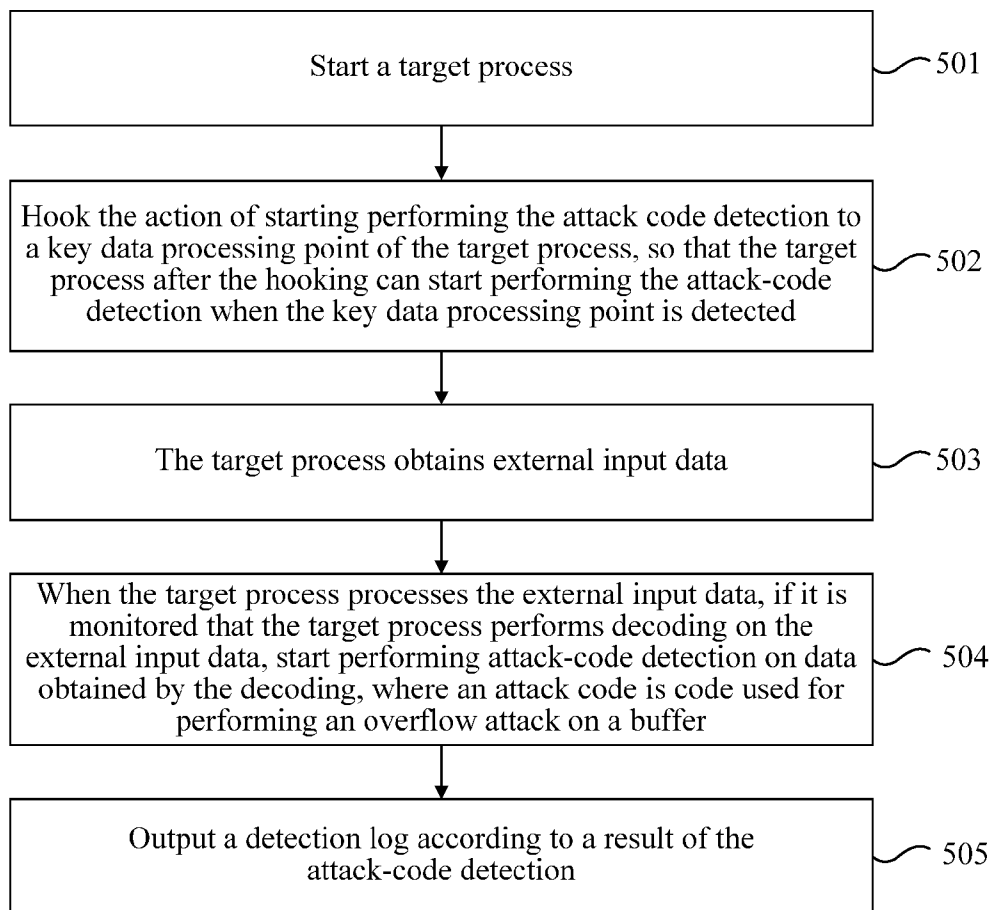 Start a target process
501
Hook the action of starting performing the attack code detection to
a key data processing point of the target process, so that the target
process after the hooking can start performing the attack-code
detection when the key data processing point is detected
502
The target process obtains external input data
503
When the target process processes the external input data, if it is
monitored that the target process performs decoding on the
external input data, start performing attack-code detection on data
obtained by the decoding, where an attack code is code used for
performing an overflow attack on a buffer
504
Output a detection log according to a result of the
attack-code detection
505